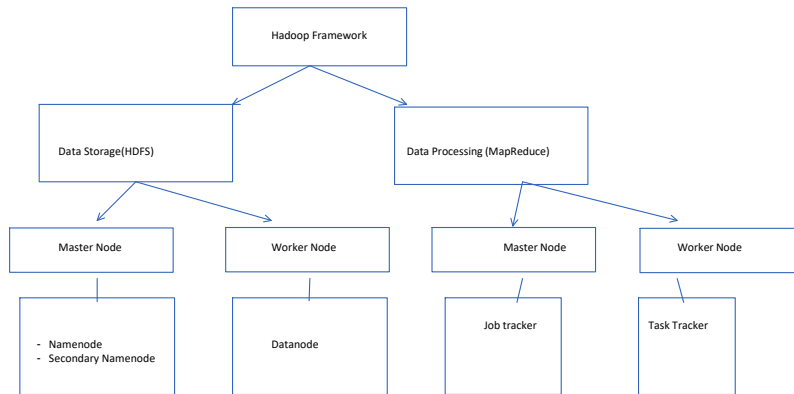 Hadoop Framework
Data Storage(HDFS)
Data Processing (MapReduce)
Master Node
Worker Node
Master Node
Worker Node
- Namenode
- Secondary Namenode
Datanode
Job tracker
Task Tracker